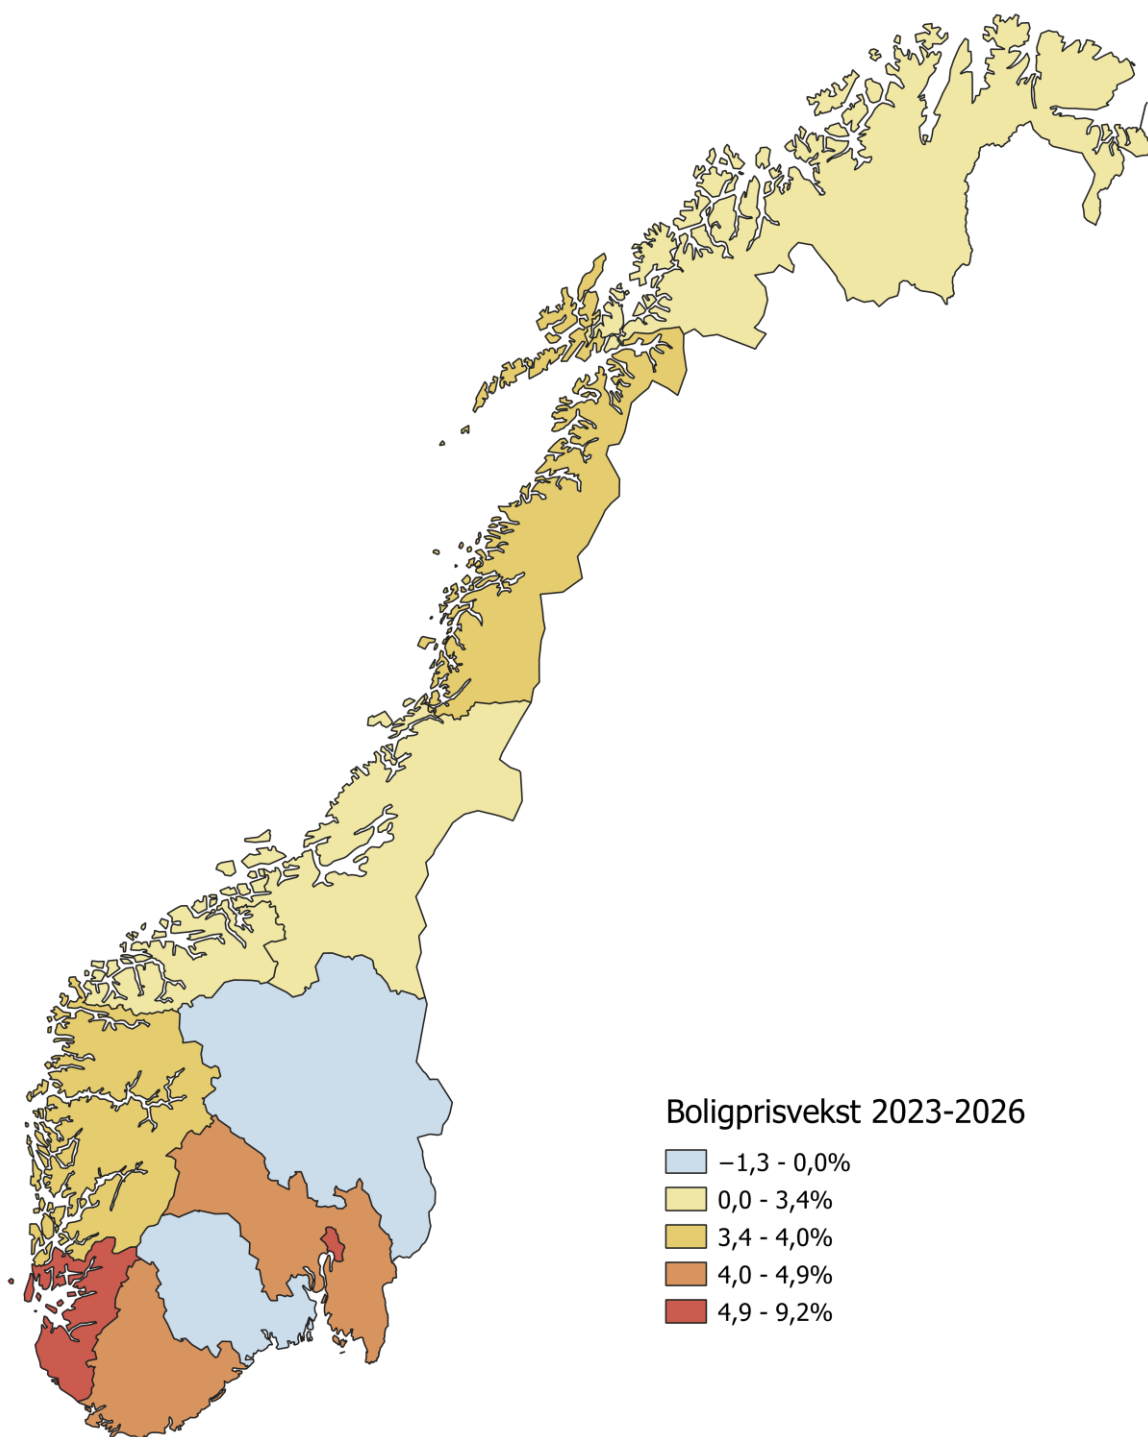 Boligprisvekst 2023-2026
−1,3 - 0,0%
0,0 - 3,4%
3,4 - 4,0%
4,0 - 4,9%
4,9 - 9,2%